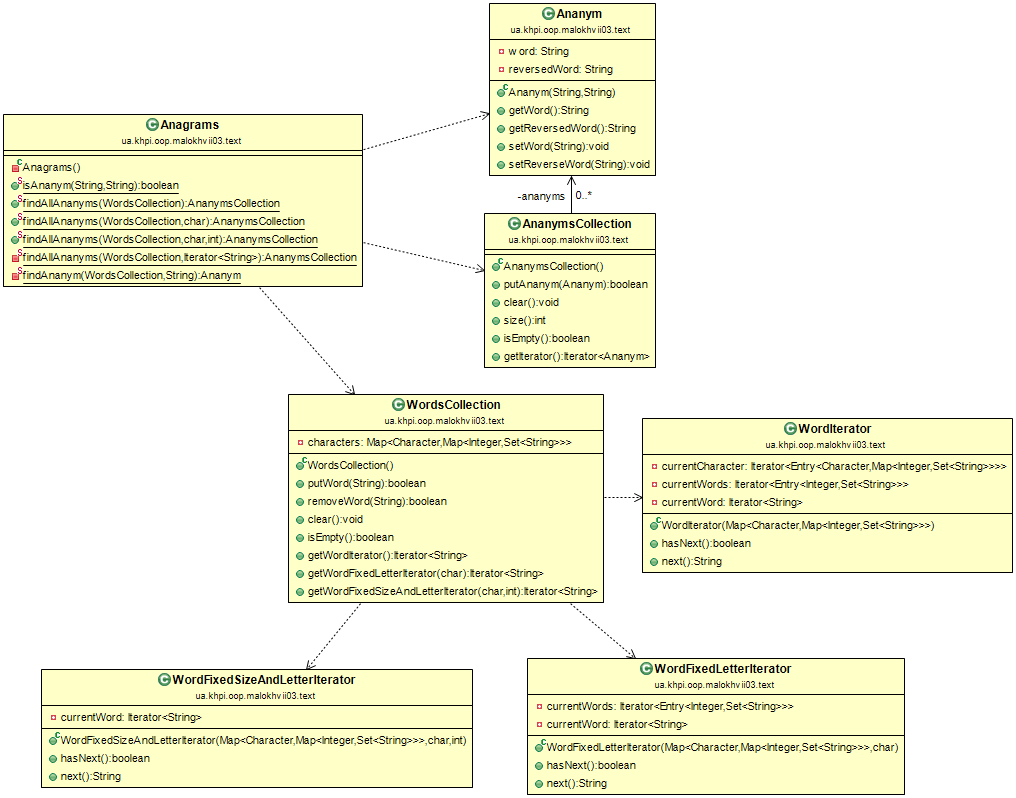 Ananym
ua.khpi.oop.malokhvii03.text
word: String
reversedWord: String
Ananym(String,String)
getWord():String
getReversedWord():String
setWord(String):void
setReverseWord(String):void
Anagrams
ua.khpi.oop.malokhvii03.text
Anagrams()
isAnanym(String,String):boolean
findAllAnanyms(WordsCollection):AnanymsCollection
findAllAnanyms(WordsCollection,char):AnanymsCollection
findAllAnanyms(WordsCollection,char,int):AnanymsCollection
findAllAnanyms(WordsCollection,Iterator<String>):AnanymsCollection
findAnanym(WordsCollection,String):Ananym
-ananyms 0..*
AnanymsCollection
ua.khpi.oop.malokhvii03.text
AnanymsCollection()
putAnanym(Ananym):boolean
clear():void
size():int
isEmpty():boolean
getIterator():Iterator<Ananym>
WordsCollection
ua.khpi.oop.malokhvii03.text
characters: Map<Character,Map<Integer,Set<String>>>
WordsCollection()
putWord(String):boolean
removeWord(String):boolean
clear():void
isEmpty():boolean
getWordIterator():Iterator<String>
getWordFixedLetterIterator(char):Iterator<String>
getWordFixedSizeAndLetterIterator(char,int):Iterator<String>
WordIterator
ua.khpi.oop.malokhvii03.text
currentCharacter: Iterator<Entry<Character,Map<Integer,Set<String>>>>
currentWords: Iterator<Entry<Integer,Set<String>>>
currentWord: Iterator<String>
WordIterator(Map<Character,Map<Integer,Set<String>>>)
hasNext():boolean
next():String
WordFixedSizeAndLetterIterator
ua.khpi.oop.malokhvii03.text
currentWord: Iterator<String>
WordFixedSizeAndLetterIterator(Map<Character,Map<Integer,Set<String>>>,char,int)
hasNext():boolean
next():String
WordFixedLetterIterator
ua.khpi.oop.malokhvii03.text
currentWords: Iterator<Entry<Integer,Set<String>>>
currentWord: Iterator<String>
WordFixedLetterIterator(Map<Character,Map<Integer,Set<String>>>,char)
hasNext():boolean
next():String